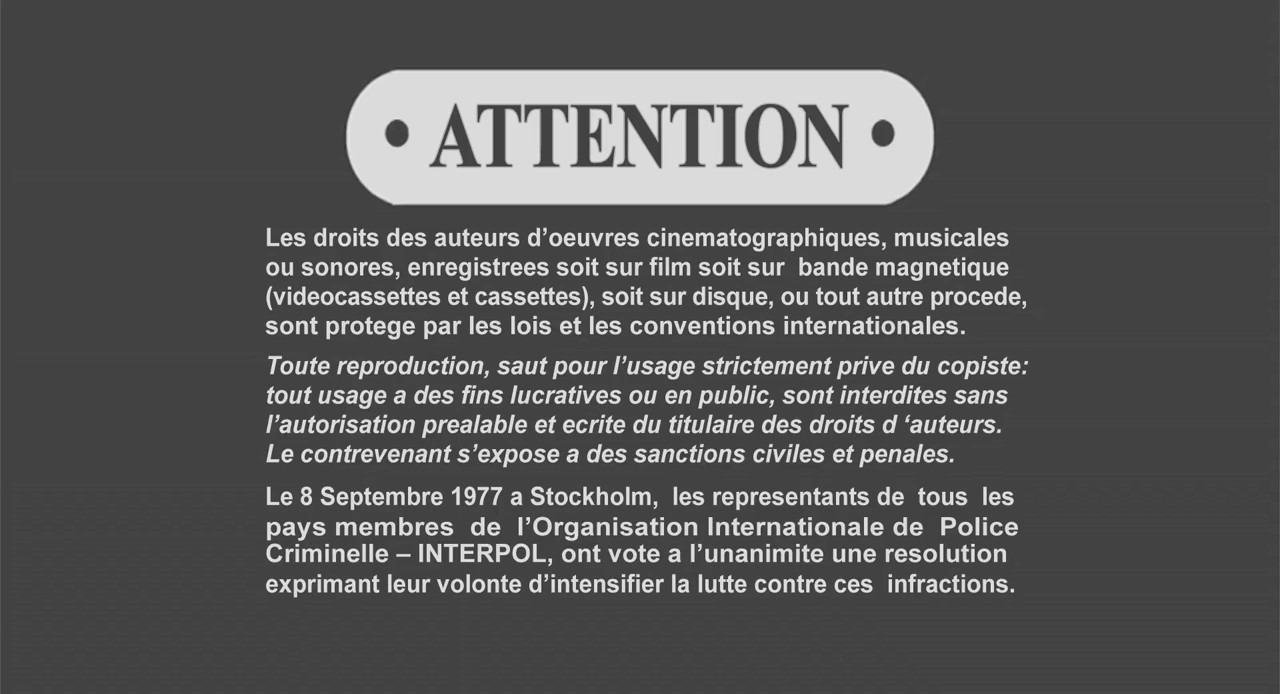 • ATTENTION •
Les droits des auteurs d’oeuvres cinematographiques, musicales
ou sonores, enregistrees soit sur film soit sur bande magnetique
(videocassettes et cassettes), soit sur disque, ou tout autre procede,
sont protege par les lois et les conventions internationales.
Toute reproduction, saut pour l’usage strictement prive du copiste:
tout usage a des fins lucratives ou en public, sont interdites sans
l’autorisation prealable et ecrite du titulaire des droits d ‘auteurs.
Le contrevenant s’expose a des sanctions civiles et penales.
Le 8 Septembre 1977 a Stockholm, les representants de tous les
pays membres de l’Organisation Internationale de Police
Criminelle – INTERPOL, ont vote a l’unanimite une resolution
exprimant leur volonte d’intensifier la lutte contre ces infractions.